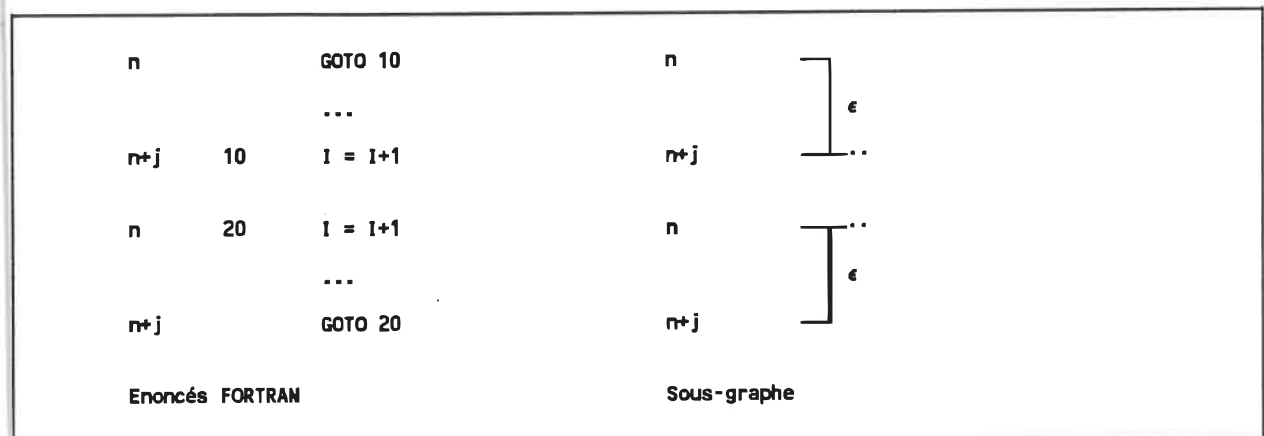 n GOTO 10 n
... ϵ
n+j 10 I = I+1 n+j ..
n 20 I = I+1 n ..
... ϵ
n+j GOTO 20 n+j
Enoncés FORTRAN Sous-graphe